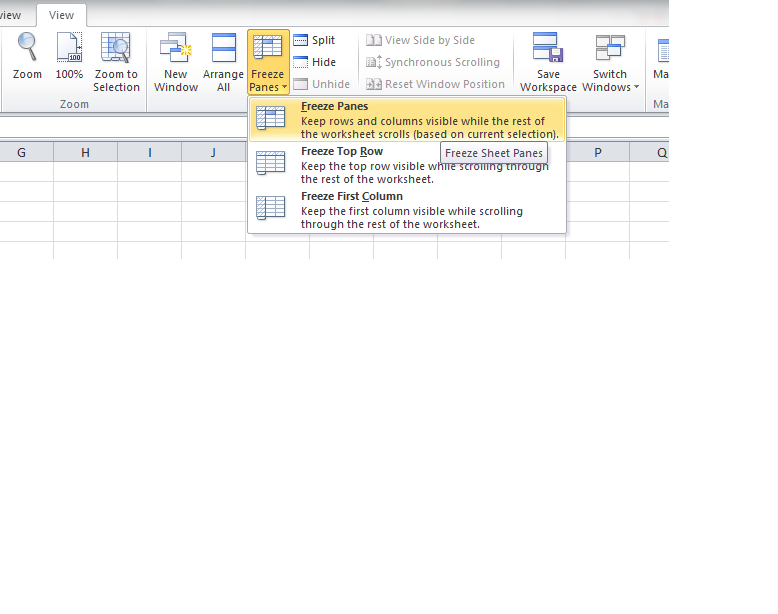 view
View
Zoom
100%
Zoom to
Selection
Zoom
New
Window
Arrange
All
Freeze
Panes
Split
Hide
Unhide
View Side by Side
Synchronous Scrolling
Reset Window Position
Save
Workspace
Switch
Windows
Ma
Ma
Freeze Panes
Keep rows and columns visible while the rest of
the worksheet scrolls (based on current selection).
Freeze Top Row
Freeze Sheet Panes
Keep the top row visible while scrolling through
the rest of the worksheet.
Freeze First Column
Keep the first column visible while scrolling
through the rest of the worksheet.
G H I J P Q